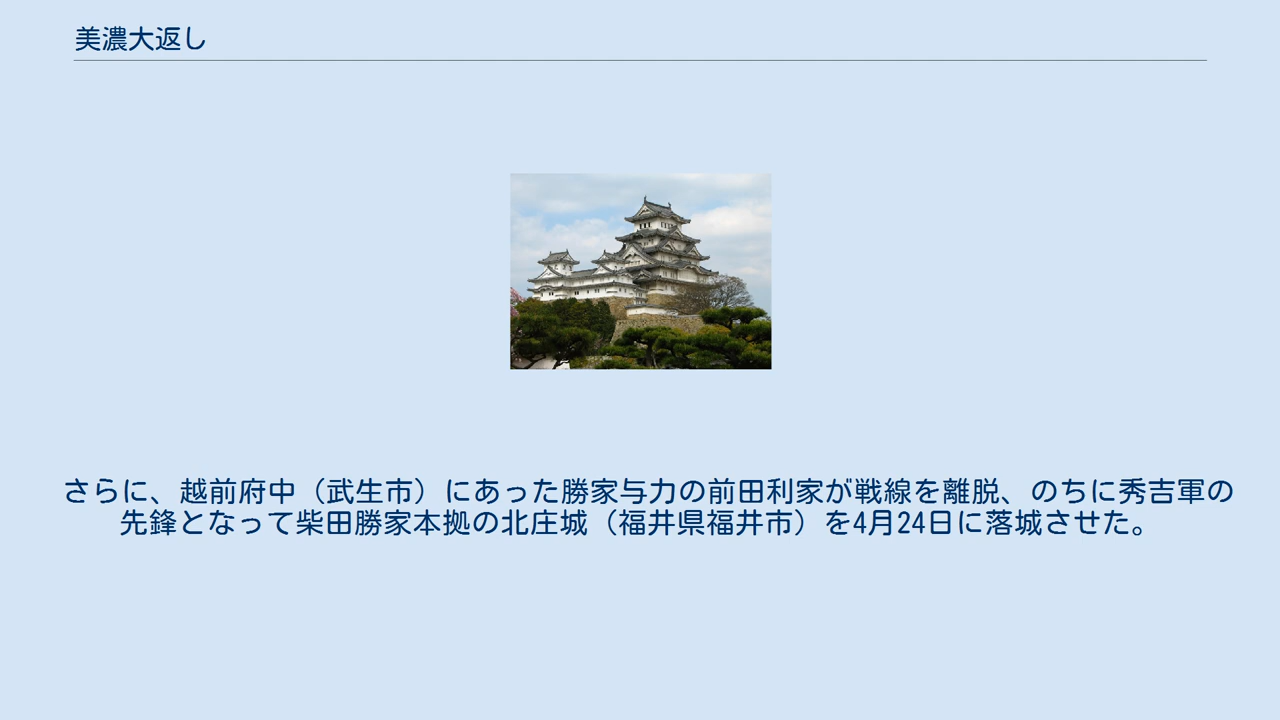 美濃大返し
さらに、越前府中（武生市）にあった勝家与力の前田利家が戦線を離脱、のちに秀吉軍の
先鋒となって柴田勝家本拠の北庄城（福井県福井市）を4月24日に落城させた。